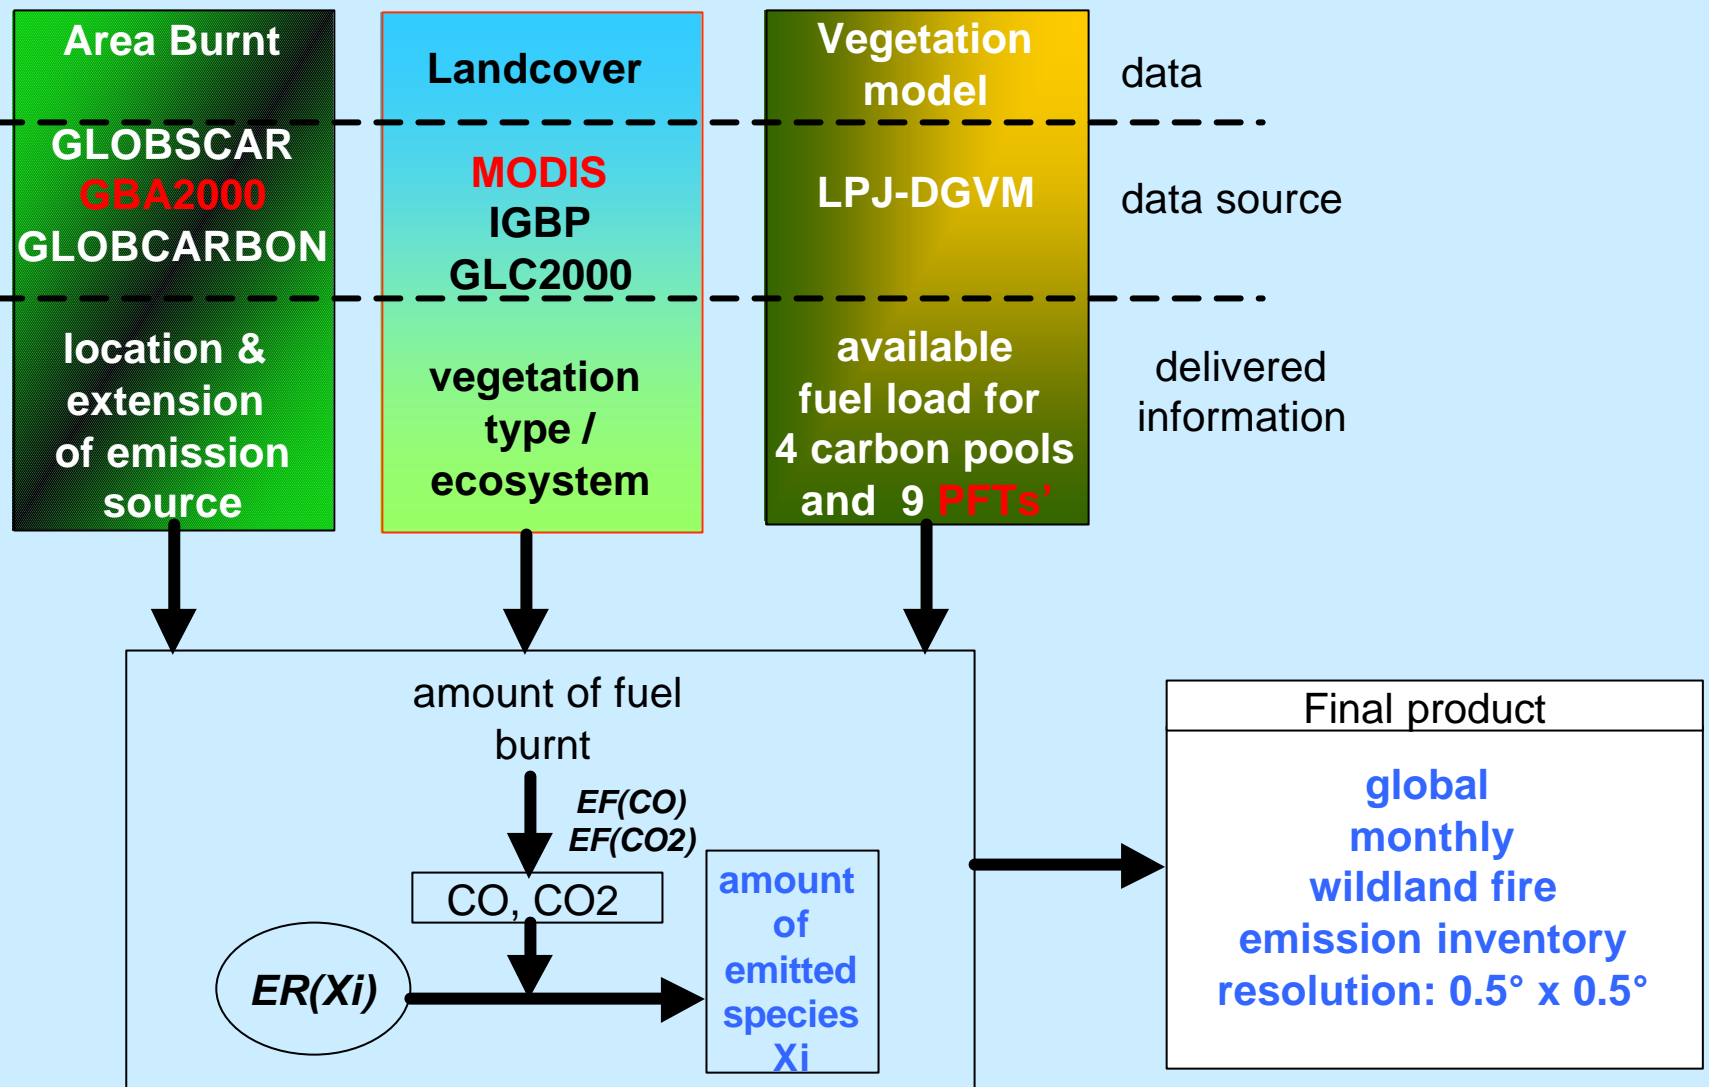 Area Burnt
GLOBSCAR
GBA2000
GLOBCARBON
location &
extension
of emission
source
Landcover
MODIS
IGBP
GLC2000
vegetation
type /
ecosystem
Vegetation
model
LPJ-DGVM
available
fuel load for
4 carbon pools
and 9 PFTs'
data
data source
delivered
information
amount of fuel
burnt
EF(CO)
EF(CO2)
CO, CO2
ER(Xi)
amount
of
emitted
species
Xi
Final product
global
monthly
wildland fire
emission inventory
resolution: 0.5° x 0.5°